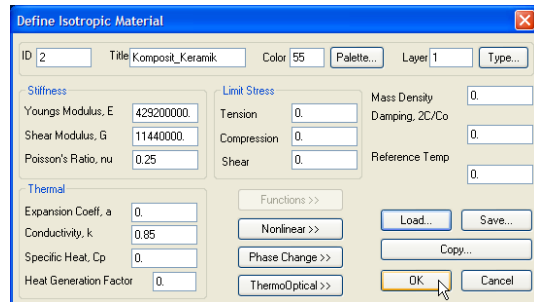 Define Isotropic Material
ID 2 Title Komposit_Keramik Color 55 Palette... Layer 1 Type...
Stiffness
Youngs Modulus, E 429200000.
Shear Modulus, G 11440000.
Poisson's Ratio, nu 0.25
Limit Stress
Tension 0.
Compression 0.
Shear 0.
Mass Density 0.
Damping, 2C/Co
0.
Reference Temp
0.
Thermal
Expansion Coeff, a 0.
Conductivity, k 0.85
Specific Heat, Cp 0.
Heat Generation Factor 0.
Functions >>
Nonlinear >>
Phase Change >>
ThermoOptical >>
Load... Save...
Copy...
OK Cancel